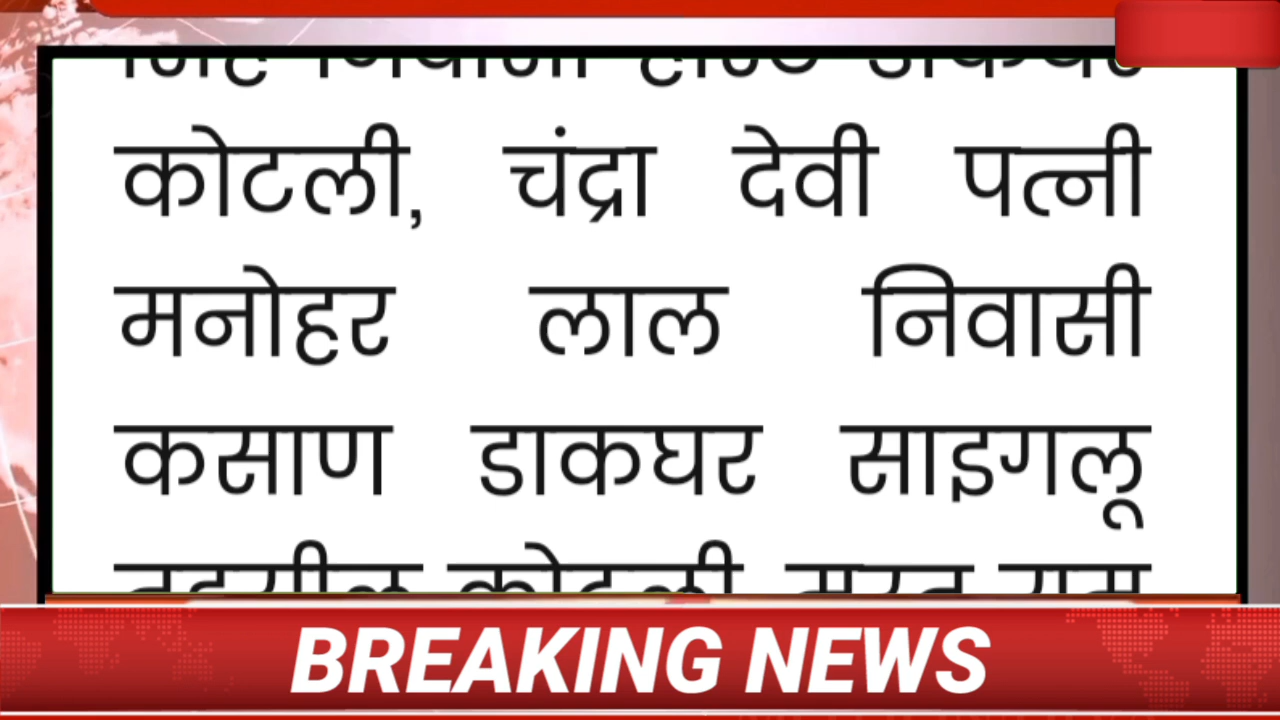 कोटली, चंद्रा देवी पत्नी
मनोहर लाल निवासी
कसाण डाकघर साइगलू
BREAKING NEWS